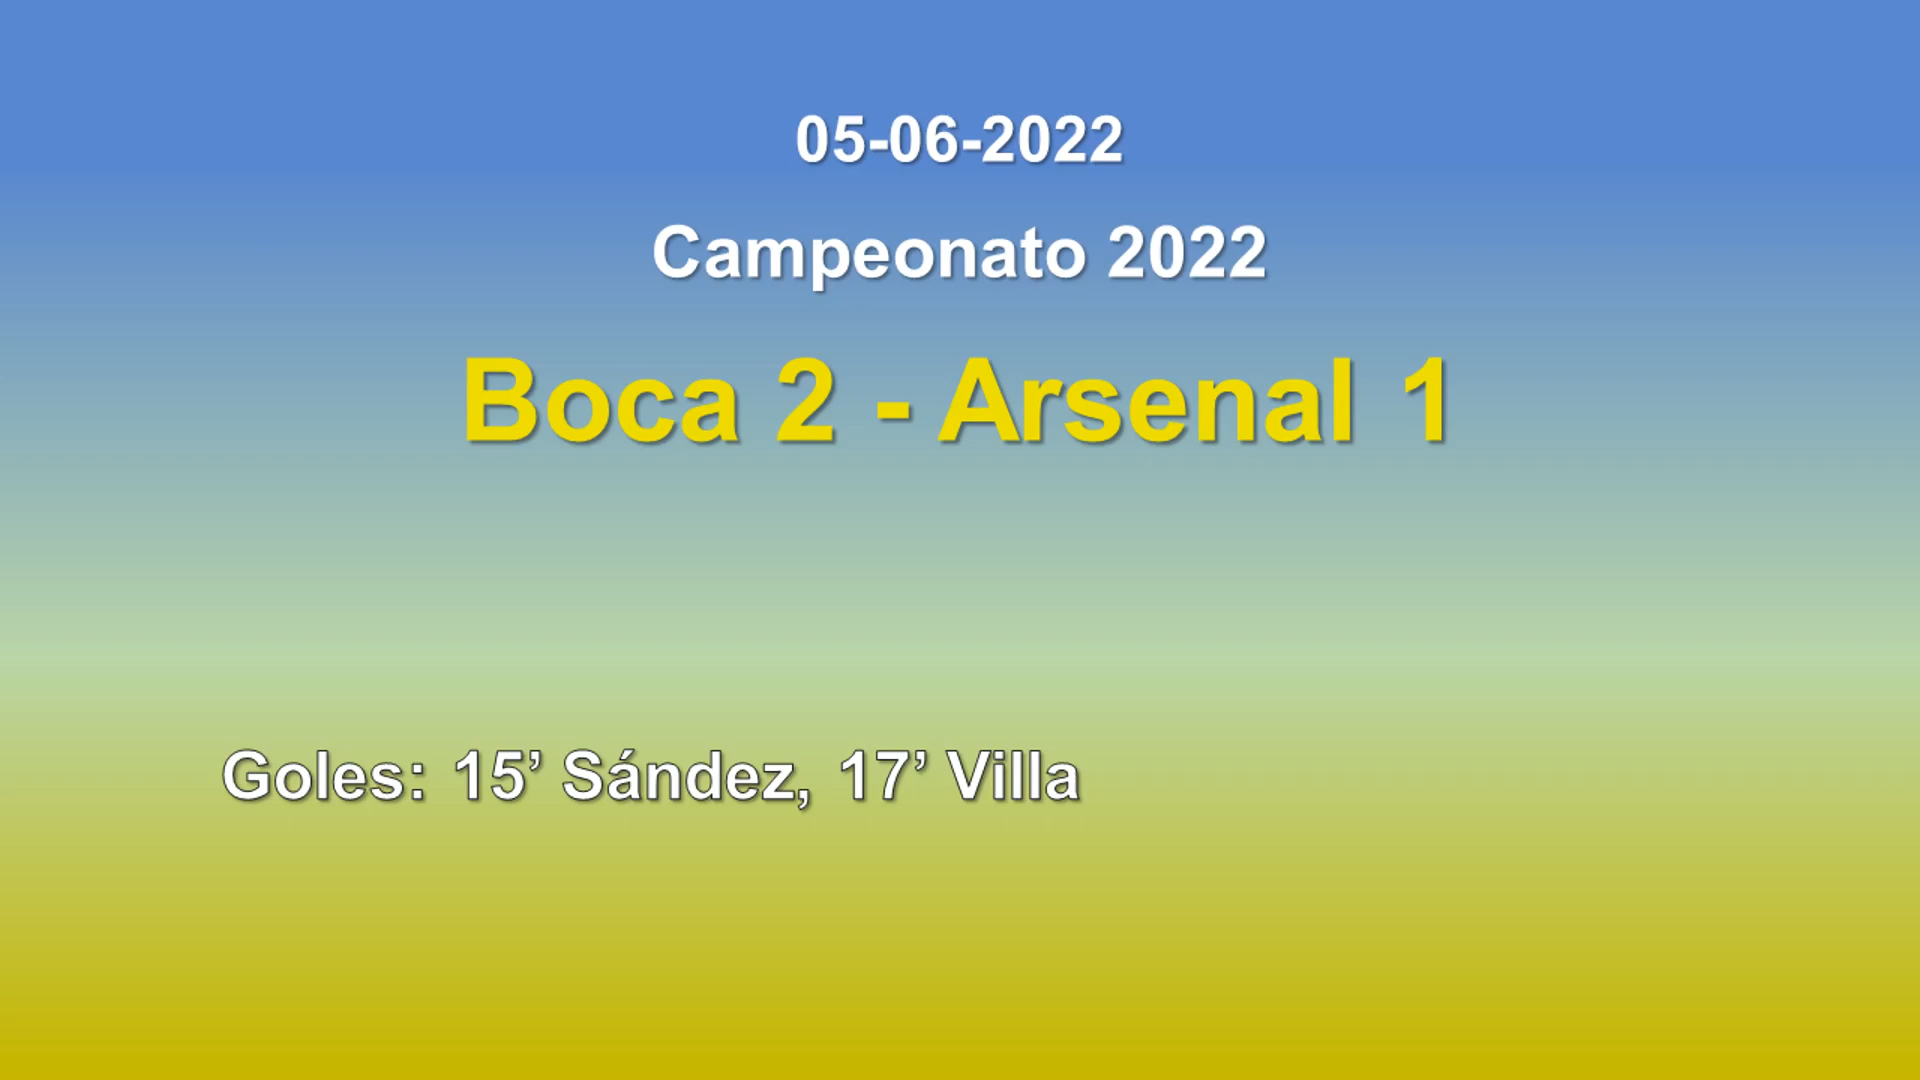 05-06-2022
Campeonato 2022
Boca 2 - Arsenal 1
Goles: 15’ Sández, 17’ Villa